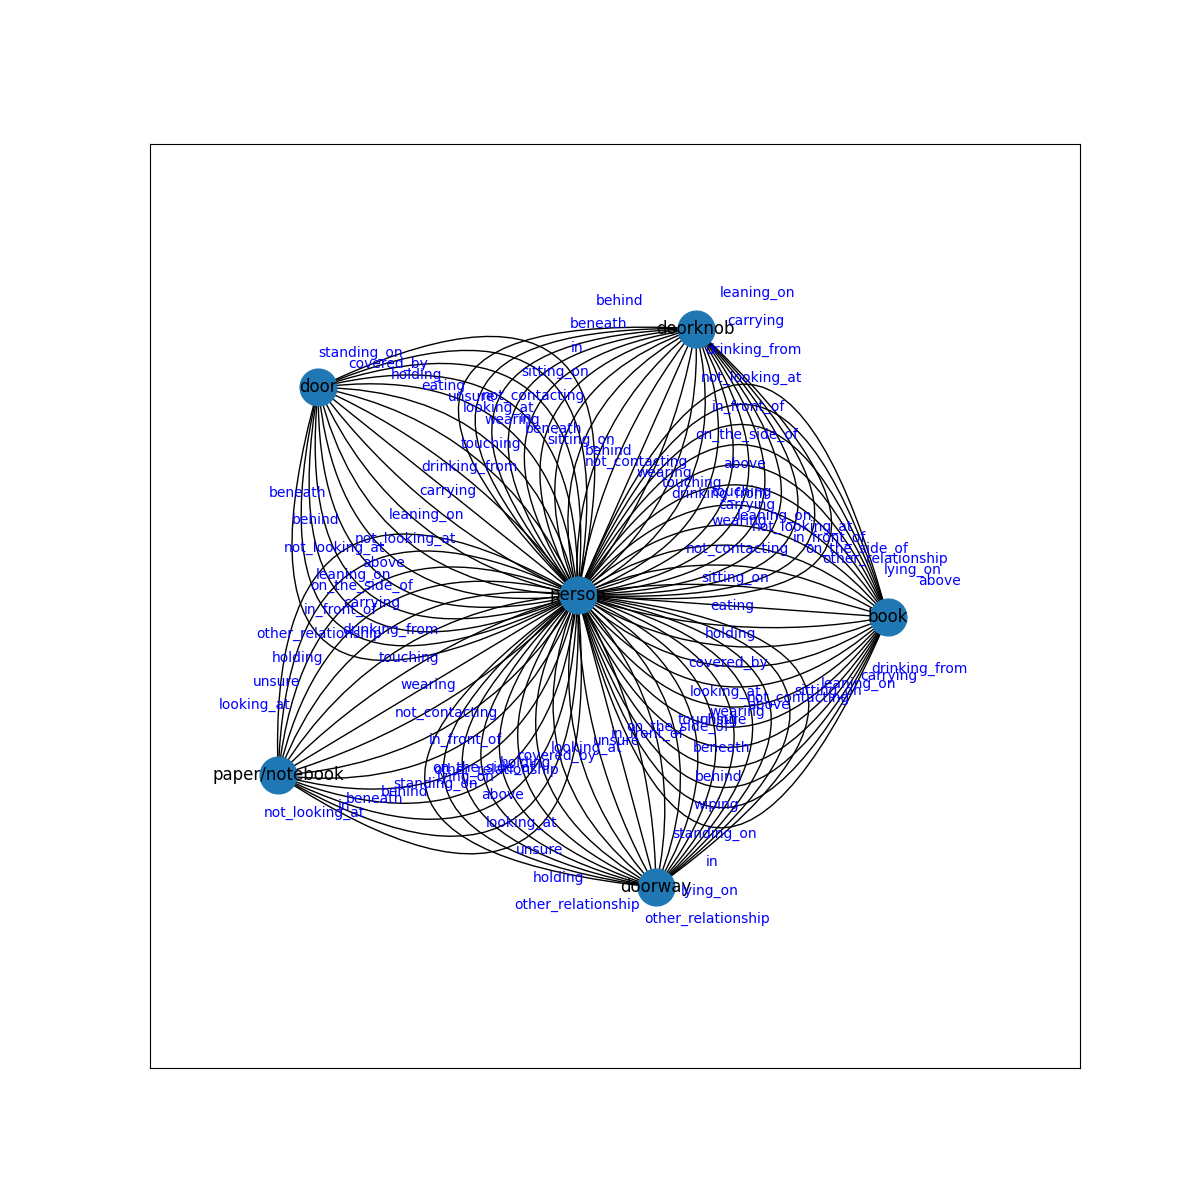 leaning_on
behind
carrying
beneath
doorknob
in
drinking_from
standing_on
covered_by
sitting_on
holding
not_looking_at
door
eating
unsure
not_contacting
looking_at
in_front_of
wearing
in
beneath
on_the_side_of
sitting_on
touching
behind
not_contacting
above
drinking_from
wearing
touching
carrying
beneath
touching
drinking_from
carrying
leaning_on
leaning_on
behind
wearing
not_looking_at
in_front_of
not_looking_at
not_looking_at
not_contacting
on_the_side_of
other_relationship
above
lying_on
leaning_on
sitting_on
above
on_the_side_of
carrying
eating
in_front_of
person
book
other_relationship
drinking_from
holding
holding
touching
covered_by
drinking_from
carrying
unsure
wearing
leaning_on
looking_at
sitting_on
not_contacting
looking_at
above
not_contacting
wearing
touching
unsure
on_the_side_of
in_front_of
in_front_of
unsure
looking_at
beneath
covered_by
holding
on_the_side_of
other_relationship
paper/notebook
lying_on
behind
standing_on
behind
above
beneath
in
wiping
not_looking_at
looking_at
standing_on
unsure
in
holding
doorway
lying_on
other_relationship
other_relationship